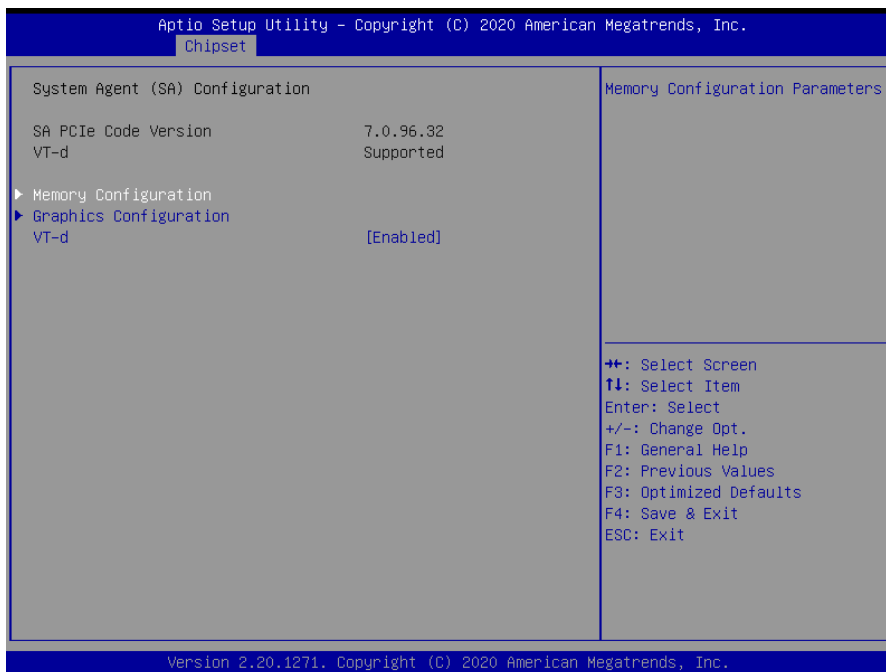 Aptio Setup Utility – Copyright (C) 2020 American Megatrends, Inc.
Chipset
System Agent (SA) Configuration
SA PCIe Code Version 7.0.96.32
VT-d Supported
▶ Memory Configuration
▶ Graphics Configuration
VT-d [Enabled]
Memory Configuration Parameters
→←: Select Screen
↑↓: Select Item
Enter: Select
+/-: Change Opt.
F1: General Help
F2: Previous Values
F3: Optimized Defaults
F4: Save & Exit
ESC: Exit
Version 2.20.1271. Copyright (C) 2020 American Megatrends, Inc.